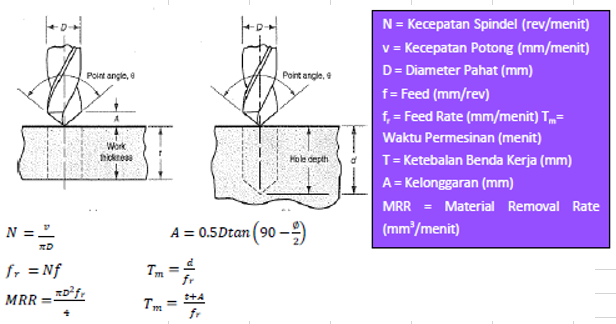 D
D
Point angle, θ
Point angle, θ
A
Work
thickness
t
Hole depth
d
N = v/πD
A = 0.5Dtan (90 − ø/2)
fr = Nf
Tm = d/fr
MRR = πD²fr/4
Tm = t+A/fr
N = Kecepatan Spindel (rev/menit)
v = Kecepatan Potong (mm/menit)
D = Diameter Pahat (mm)
f = Feed (mm/rev)
fr = Feed Rate (mm/menit) Tm=
Waktu Permesinan (menit)
T = Ketebalan Benda Kerja (mm)
A = Kelonggaran (mm)
MRR = Material Removal Rate
(mm³/menit)